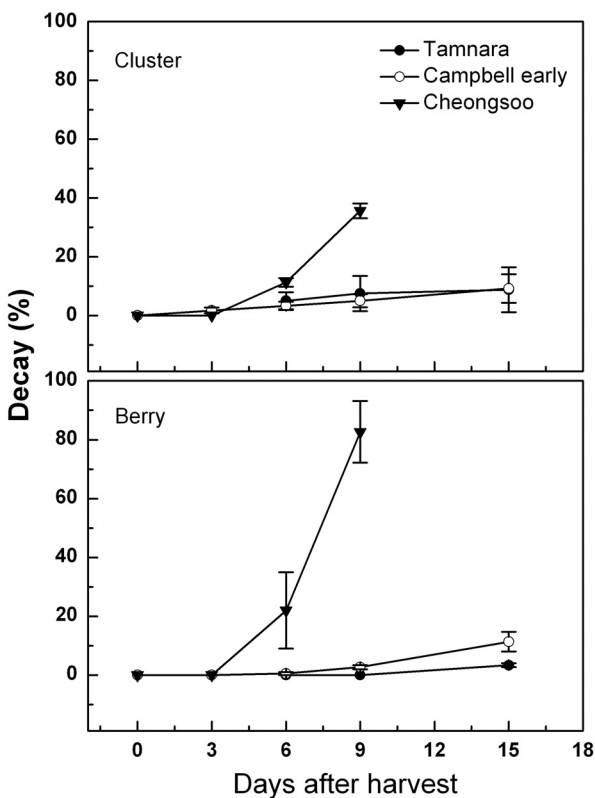 100
Cluster
Tamnara
Campbell early
Cheongsoo
80
60
40
20
0
Decay (%)
100
Berry
80
60
40
20
0
0 3 6 9 12 15 18
Days after harvest